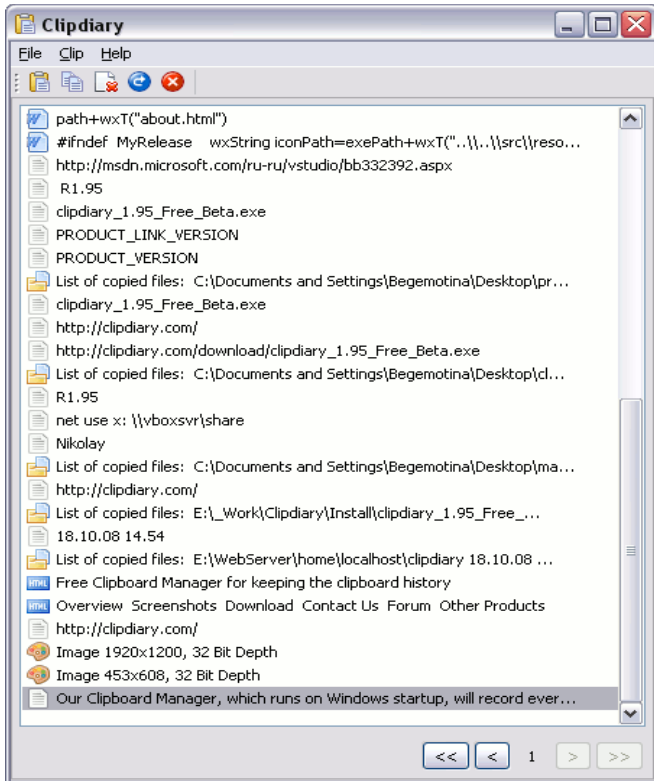 Clipdiary
File Clip Help
path+wxT("about.html")
#ifndef MyRelease wxString iconPath=exePath+wxT("..\\..\\src\\reso...
http://msdn.microsoft.com/ru-ru/vstudio/bb332392.aspx
R1.95
clipdiary_1.95_Free_Beta.exe
PRODUCT_LINK_VERSION
PRODUCT_VERSION
List of copied files: C:\Documents and Settings\Begemotina\Desktop\pr...
clipdiary_1.95_Free_Beta.exe
http://clipdiary.com/
http://clipdiary.com/download/clipdiary_1.95_Free_Beta.exe
List of copied files: C:\Documents and Settings\Begemotina\Desktop\cl...
R1.95
net use x: \\vboxsvr\share
Nikolay
List of copied files: C:\Documents and Settings\Begemotina\Desktop\ma...
http://clipdiary.com/
List of copied files: E:\_Work\Clipdiary\Install\clipdiary_1.95_Free_...
18.10.08 14.54
List of copied files: E:\WebServer\home\localhost\clipdiary 18.10.08 ...
HTML Free Clipboard Manager for keeping the clipboard history
HTML Overview Screenshots Download Contact Us Forum Other Products
http://clipdiary.com/
Image 1920x1200, 32 Bit Depth
Image 453x608, 32 Bit Depth
Our Clipboard Manager, which runs on Windows startup, will record ever...
<< < 1 > >>